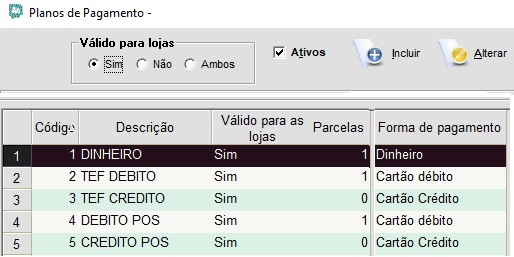 Planos de Pagamento -
Válido para lojas
Sim Não Ambos
Ativos
Incluir
Alterar
Código Descrição Válido para as lojas Parcelas Forma de pagamento
1 1 DINHEIRO Sim 1 Dinheiro
2 2 TEF DEBITO Sim 1 Cartão débito
3 3 TEF CREDITO Sim 0 Cartão Crédito
4 4 DEBITO POS Sim 1 Cartão débito
5 5 CREDITO POS Sim 0 Cartão Crédito